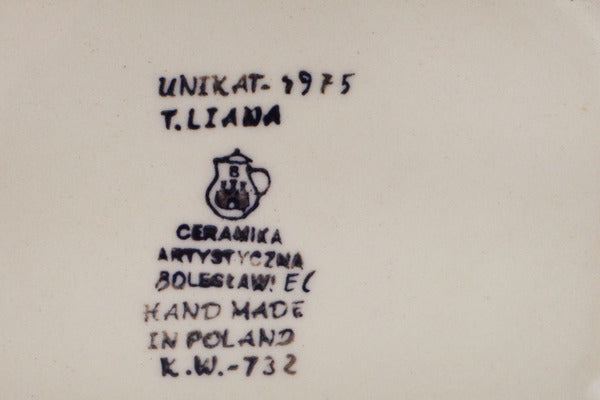 UNIKAT-1975
T.LIANA
B
CERAMIKA
ARTYSTYCZNA
BOLESŁAWIEC
HAND MADE
IN POLAND
K.W.-732